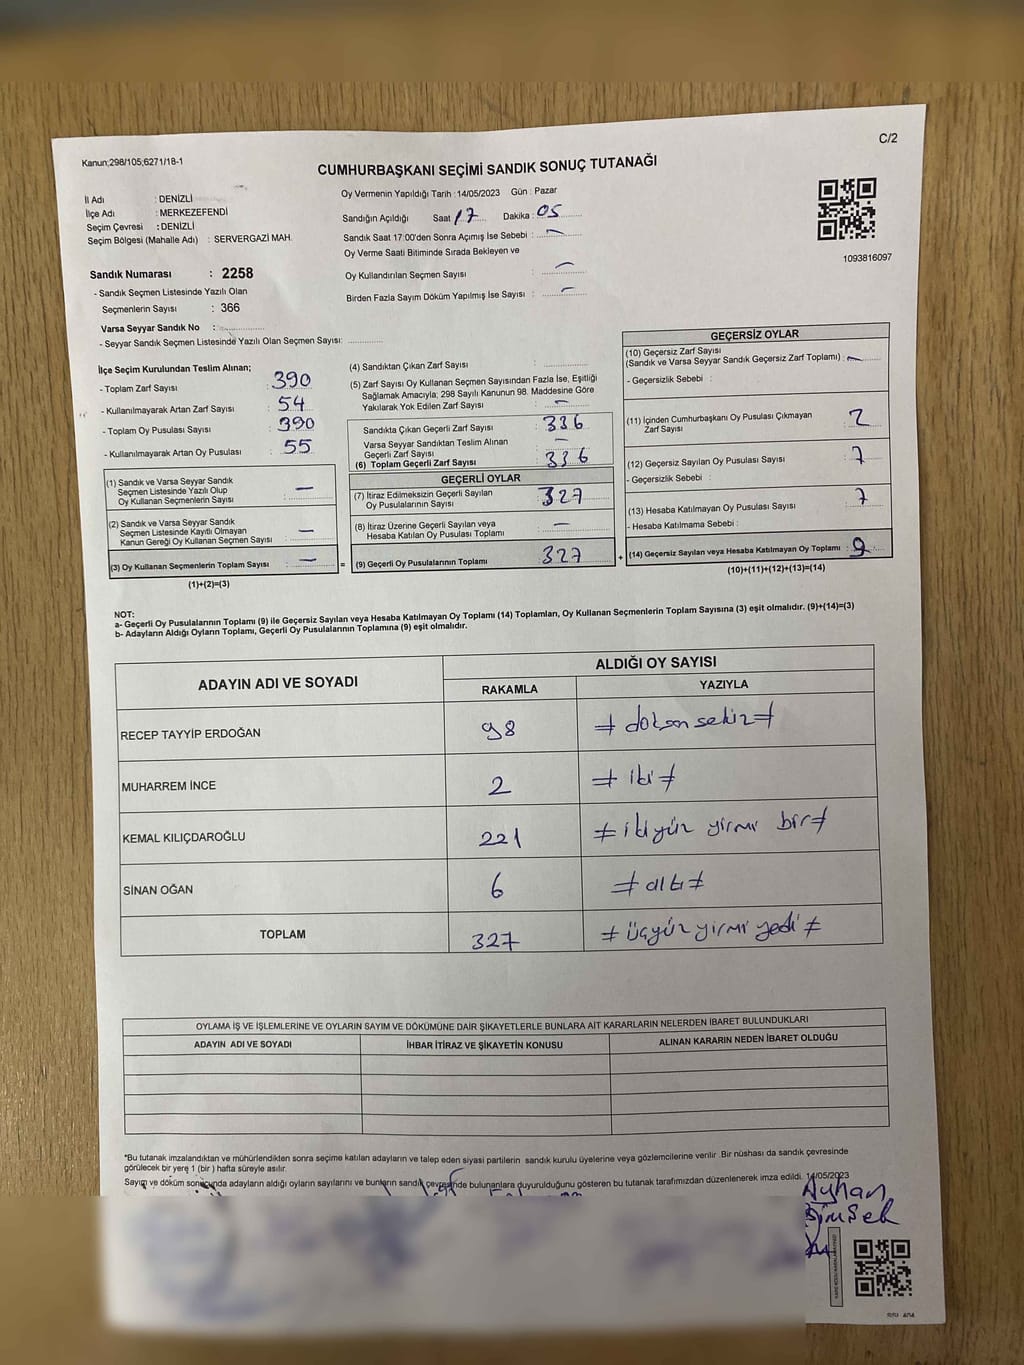 C/2
Kanun;298/105;6271/18-1
CUMHURBAŞKANI SEÇİMİ SANDIK SONUÇ TUTANAĞI
İl Adı : DENİZLİ
İlçe Adı : MERKEZEFENDİ
Seçim Çevresi : DENİZLİ
Seçim Bölgesi (Mahalle Adı) : SERVERGAZİ MAH.
Sandık Numarası : 2258
- Sandık Seçmen Listesinde Yazılı Olan
Seçmenlerin Sayısı : 366
Varsa Seyyar Sandık No :
- Seyyar Sandık Seçmen Listesinde Yazılı Olan Seçmen Sayısı:
Oy Vermenin Yapıldığı Tarih : 14/05/2023 Gün : Pazar
Sandığın Açıldığı Saat 17 Dakika : 05
Sandık Saat 17:00'den Sonra Açımış İse Sebebi : —
Oy Verme Saati Bitiminde Sırada Bekleyen ve
Oy Kullandırılan Seçmen Sayısı : —
Birden Fazla Sayım Döküm Yapılmış İse Sayısı : —
1093816097
İlçe Seçim Kurulundan Teslim Alınan;
- Toplam Zarf Sayısı : 390
- Kullanılmayarak Artan Zarf Sayısı : 54
- Toplam Oy Pusulası Sayısı : 390
- Kullanılmayarak Artan Oy Pusulası : 55
(1) Sandık ve Varsa Seyyar Sandık
Seçmen Listesinde Yazılı Olup
Oy Kullanan Seçmenlerin Sayısı : —
(2) Sandık ve Varsa Seyyar Sandık
Seçmen Listesinde Kayıtlı Olmayan
Kanun Gereği Oy Kullanan Seçmen Sayısı : —
(3) Oy Kullanan Seçmenlerin Toplam Sayısı : —
(1)+(2)=(3)
=
(4) Sandıktan Çıkan Zarf Sayısı :
(5) Zarf Sayısı Oy Kullanan Seçmen Sayısından Fazla İse, Eşitliği
Sağlamak Amacıyla; 298 Sayılı Kanunun 98. Maddesine Göre
Yakılarak Yok Edilen Zarf Sayısı : —
Sandıkta Çıkan Geçerli Zarf Sayısı : 336
Varsa Seyyar Sandıktan Teslim Alınan
Geçerli Zarf Sayısı : —
(6) Toplam Geçerli Zarf Sayısı : 336
GEÇERLİ OYLAR
(7) İtiraz Edilmeksizin Geçerli Sayılan
Oy Pusulalarının Sayısı : 327
(8) İtiraz Üzerine Geçerli Sayılan veya
Hesaba Katılan Oy Pusulası Toplamı : —
(9) Geçerli Oy Pusulalarının Toplamı : 327
+
GEÇERSİZ OYLAR
(10) Geçersiz Zarf Sayısı
(Sandık ve Varsa Seyyar Sandık Geçersiz Zarf Toplamı) : —
- Geçersizlik Sebebi :
(11) İçinden Cumhurbaşkanı Oy Pusulası Çıkmayan
Zarf Sayısı : 2
(12) Geçersiz Sayılan Oy Pusulası Sayısı : 7
- Geçersizlik Sebebi :
(13) Hesaba Katılmayan Oy Pusulası Sayısı : 7
- Hesaba Katılmama Sebebi :
(14) Geçersiz Sayılan veya Hesaba Katılmayan Oy Toplamı : 9
(10)+(11)+(12)+(13)=(14)
NOT:
a- Geçerli Oy Pusulalarının Toplamı (9) ile Geçersiz Sayılan veya Hesaba Katılmayan Oy Toplamı (14) Toplamları, Oy Kullanan Seçmenlerin Toplam Sayısına (3) eşit olmalıdır. (9)+(14)=(3)
b- Adayların Aldığı Oyların Toplamı, Geçerli Oy Pusulalarının Toplamına (9) eşit olmalıdır.
ADAYIN ADI VE SOYADI ALDIĞI OY SAYISI
RAKAMLA YAZIYLA
RECEP TAYYİP ERDOĞAN 98 ≠ doksan sekiz ≠
MUHARREM İNCE 2 ≠ iki ≠
KEMAL KILIÇDAROĞLU 221 ≠ ikiyüz yirmi bir ≠
SİNAN OĞAN 6 ≠ altı ≠
TOPLAM 327 ≠ üçyüz yirmi yedi ≠
OYLAMA İŞ VE İŞLEMLERİNE VE OYLARIN SAYIM VE DÖKÜMÜNE DAİR ŞİKAYETLERLE BUNLARA AİT KARARLARIN NELERDEN İBARET BULUNDUKLARI
ADAYIN ADI VE SOYADI İHBAR İTİRAZ VE ŞİKAYETİN KONUSU ALINAN KARARIN NEDEN İBARET OLDUĞU
*Bu tutanak imzalandıktan ve mühürlendikten sonra seçime katılan adayların ve talep eden siyasi partilerin sandık kurulu üyelerine veya gözlemcilerine verilir .Bir nüshası da sandık çevresinde
görülecek bir yere 1 (bir ) hafta süreyle asılır.
Sayım ve döküm sonucunda adayların aldığı oyların sayılarını ve bunların sandık çevresinde bulunanlara duyurulduğunu gösteren bu tutanak tarafımızdan düzenlenerek imza edildi. 14/05/2023
Ayhan